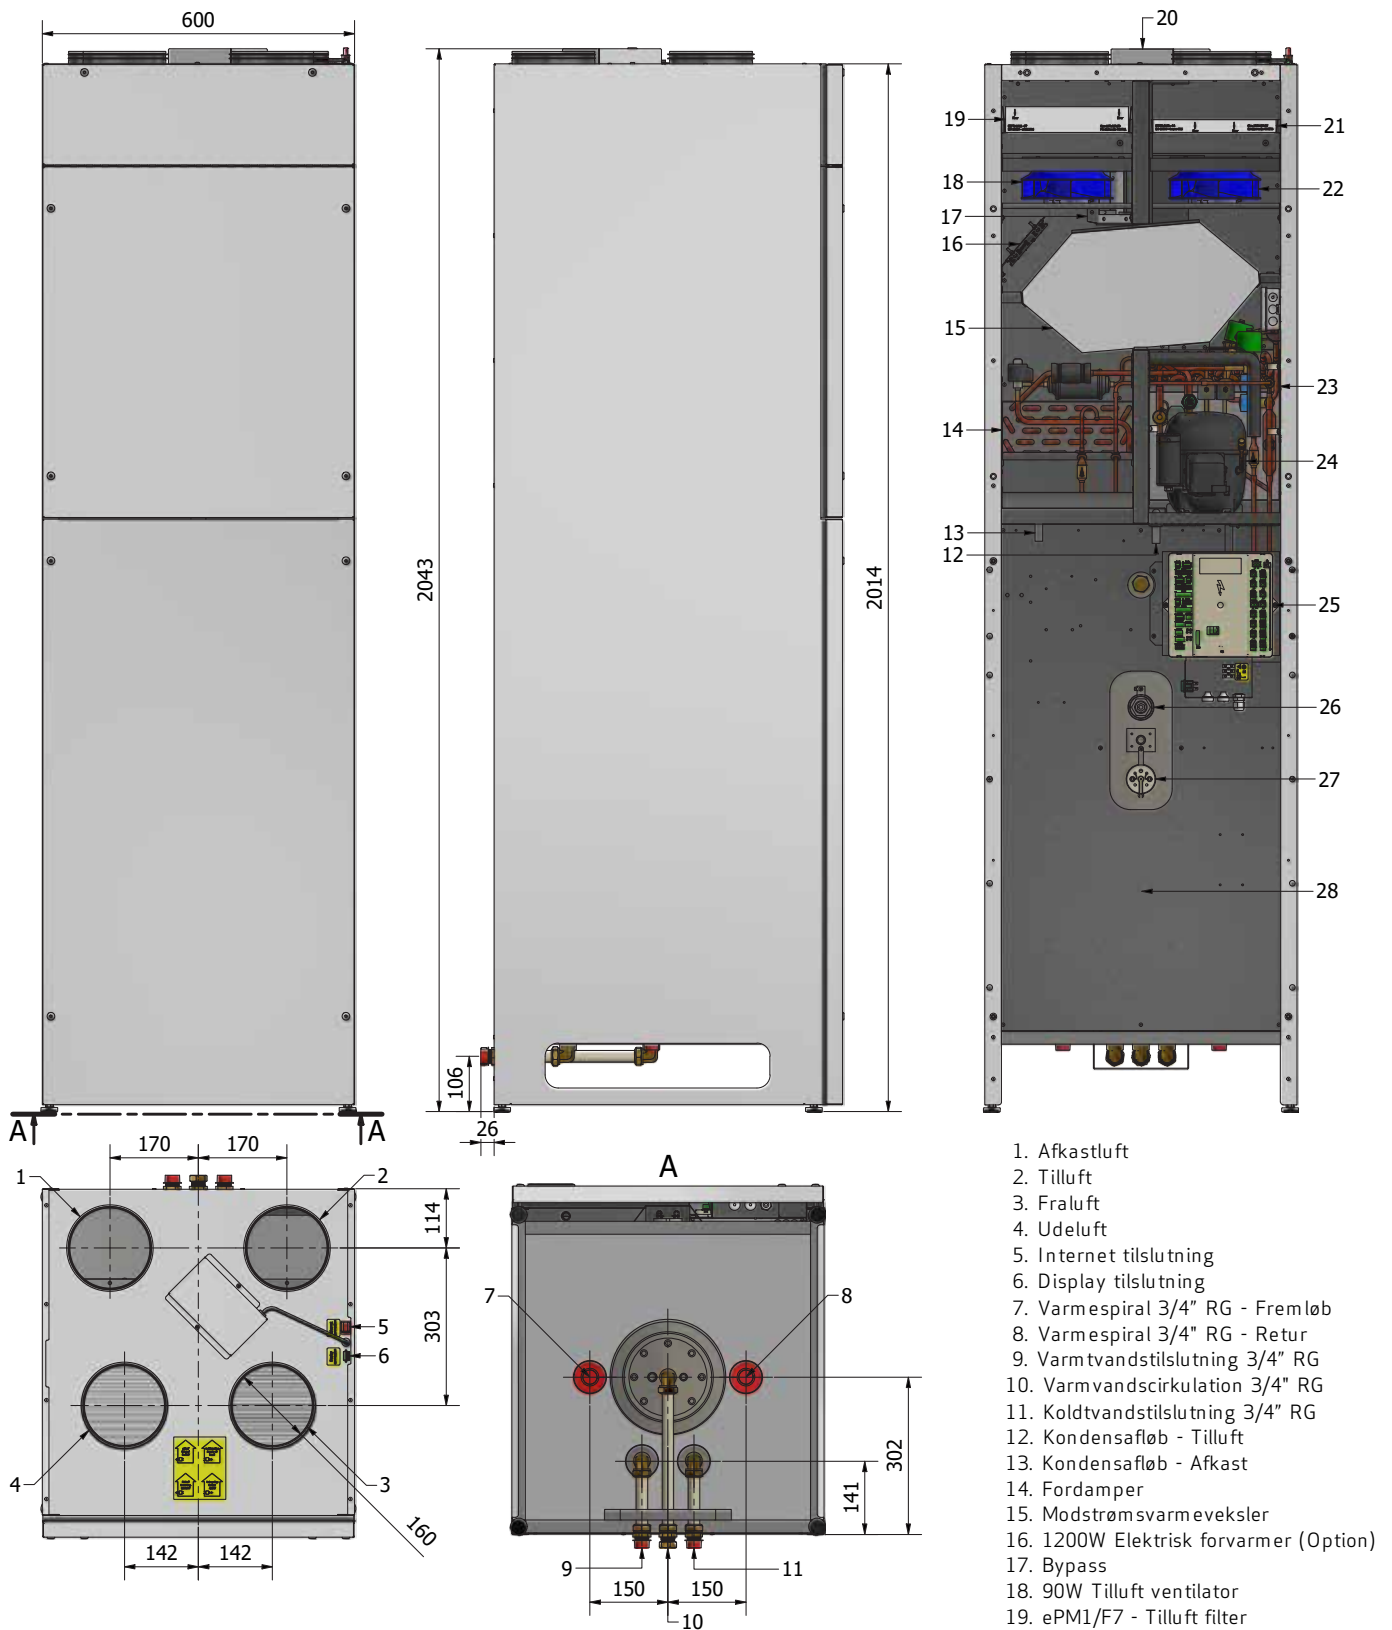 600
20
19
21
18
22
17
16
15
23
14
24
13
12
2043
2014
25
26
27
28
106
26
A
A
170
170
A
1
2
114
303
5
6
4
3
160
142
142
7
8
302
141
9
11
150
150
10
1. Afkastluft
2. Tilluft
3. Fraluft
4. Udeluft
5. Internet tilslutning
6. Display tilslutning
7. Varmespiral 3/4" RG - Fremløb
8. Varmespiral 3/4" RG - Retur
9. Varmtvandstilslutning 3/4" RG
10. Varmvandscirkulation 3/4" RG
11. Koldtvandstilslutning 3/4" RG
12. Kondensafløb - Tilluft
13. Kondensafløb - Afkast
14. Fordamper
15. Modstrømsvarmeveksler
16. 1200W Elektrisk forvarmer (Option)
17. Bypass
18. 90W Tilluft ventilator
19. ePM1/F7 - Tilluft filter